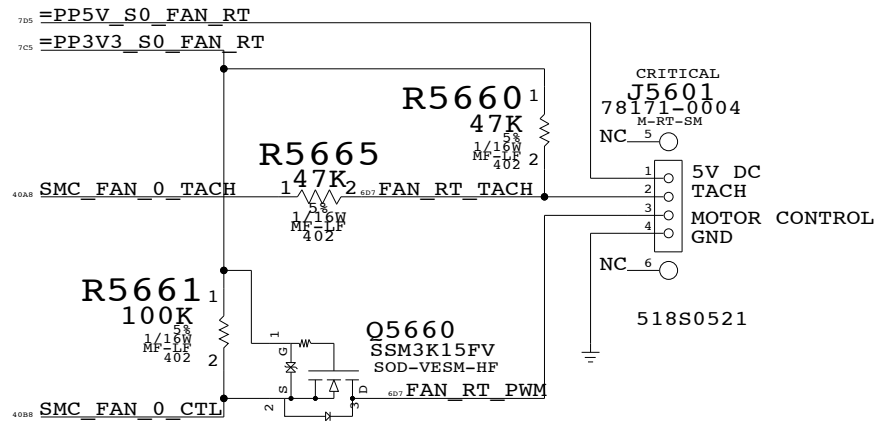 7D5 =PP5V_S0_FAN_RT
7C5 =PP3V3_S0_FAN_RT
CRITICAL
J5601
78171-0004
M-RT-SM
NC 5
R5660 1
47K
5%
1/16W
MF-LF
402 2
R5665
1 47K 2
5%
1/16W
MF-LF
402
40A8 SMC_FAN_0_TACH
6D7 FAN_RT_TACH
1 5V DC
2 TACH
3 MOTOR CONTROL
4 GND
NC 6
518S0521
R5661 1
100K
5%
1/16W
MF-LF
402 2
Q5660
SSM3K15FV
SOD-VESM-HF
1 G
S 2
D 3
6D7 FAN_RT_PWM
40B8 SMC_FAN_0_CTL